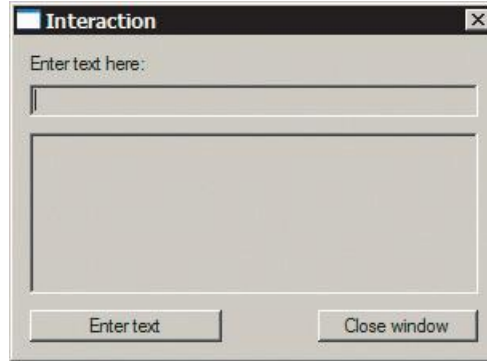 Interaction
Enter text here:
Enter text
Close window